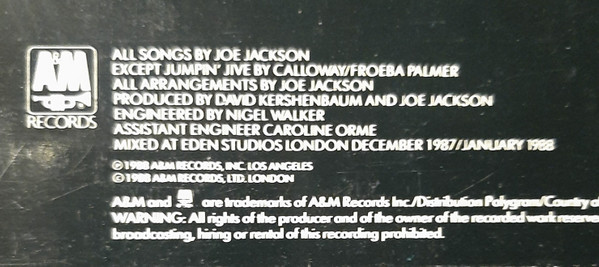 A&M
RECORDS
ALL SONGS BY JOE JACKSON
EXCEPT JUMPIN' JIVE BY CALLOWAY/FROEBA PALMER
ALL ARRANGEMENTS BY JOE JACKSON
PRODUCED BY DAVID KERSHENBAUM AND JOE JACKSON
ENGINEERED BY NIGEL WALKER
ASSISTANT ENGINEER CAROLINE ORME
MIXED AT EDEN STUDIOS LONDON DECEMBER 1987/JANUARY 1988
℗ 1988 A&M RECORDS, INC. LOS ANGELES
© 1988 A&M RECORDS, LTD. LONDON
A&M and are trademarks of A&M Records Inc./Distribution Polygram/Country o
WARNING: All rights of the producer and of the owner of the recorded work reserve
broadcasting, hiring or rental of this recording prohibited.